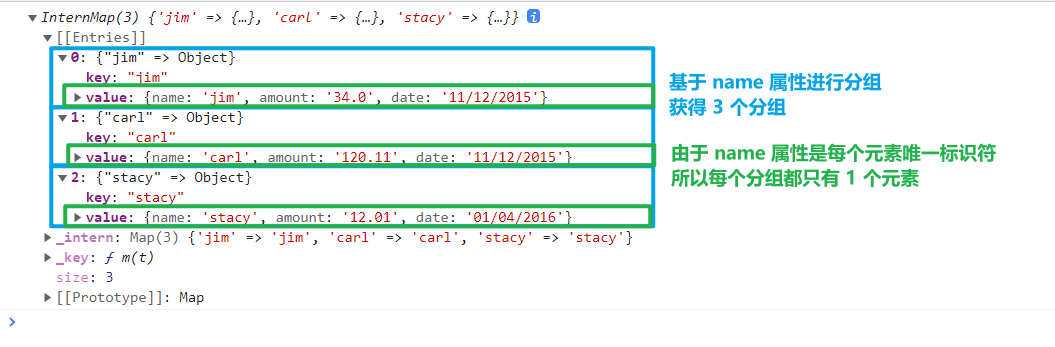 InternMap(3) {'jim' => {…}, 'carl' => {…}, 'stacy' => {…}}
[[Entries]]
0: {"jim" => Object}
key: "jim"
value: {name: 'jim', amount: '34.0', date: '11/12/2015'}
1: {"carl" => Object}
key: "carl"
value: {name: 'carl', amount: '120.11', date: '11/12/2015'}
2: {"stacy" => Object}
key: "stacy"
value: {name: 'stacy', amount: '12.01', date: '01/04/2016'}
_intern: Map(3) {'jim' => 'jim', 'carl' => 'carl', 'stacy' => 'stacy'}
_key: ƒ m(t)
size: 3
[[Prototype]]: Map
基于 name 属性进行分组
获得 3 个分组
由于 name 属性是每个元素唯一标识符
所以每个分组都只有 1 个元素